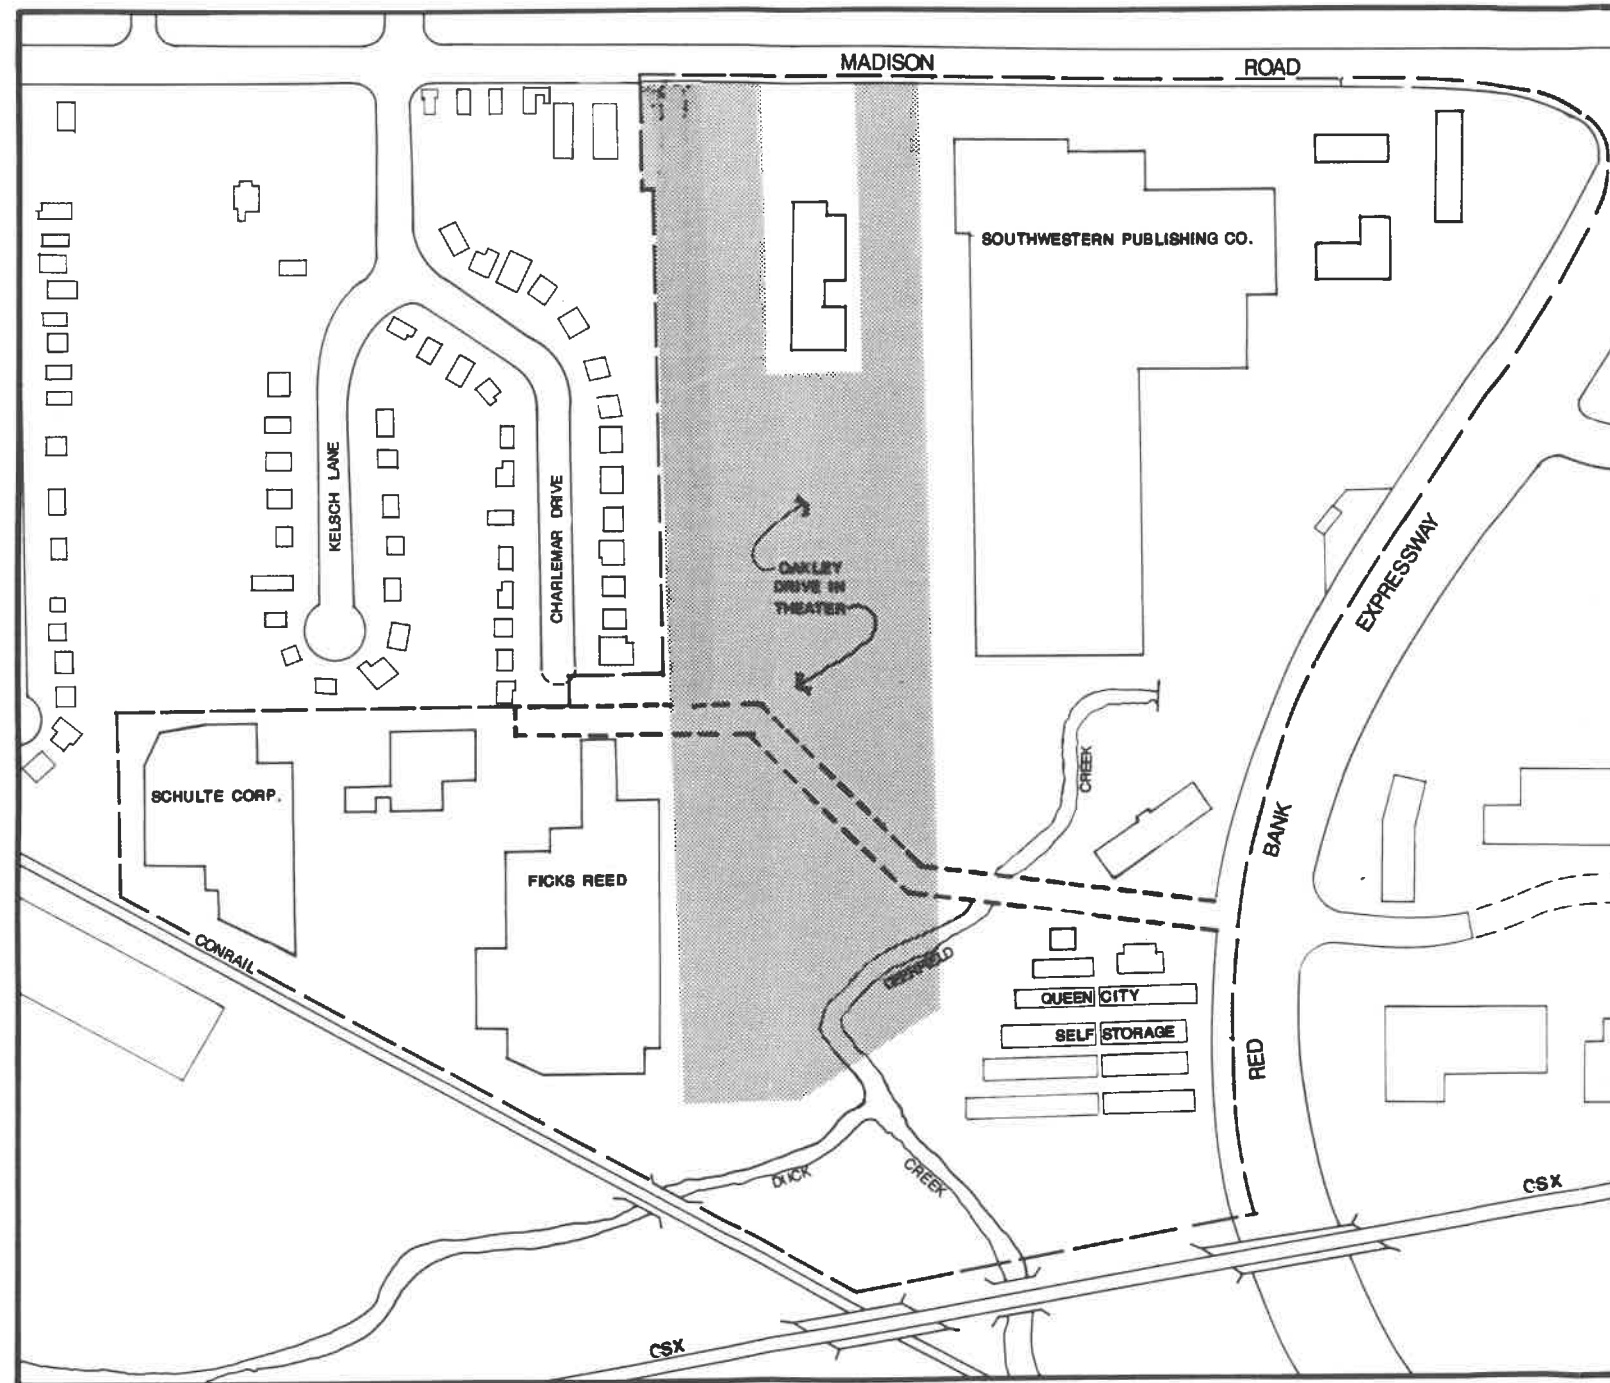 MADISON ROAD
SOUTHWESTERN PUBLISHING CO.
KELSCH LANE
CHARLEMAR DRIVE
OAKLEY
DRIVE IN
THEATER
EXPRESSWAY
BANK
RED
CREEK
SCHULTE CORP.
FICKS REED
CONRAIL
DEERFIELD
QUEEN CITY
SELF STORAGE
DUCK
CREEK
CSX
CSX